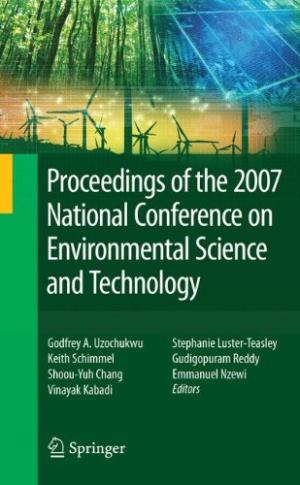 Proceedings of the 2007
National Conference on
Environmental Science
and Technology
Godfrey A. Uzochukwu
Keith Schimmel
Shoou-Yuh Chang
Vinayak Kabadi
Stephanie Luster-Teasley
Gudigopuram Reddy
Emmanuel Nzewi
Editors
Springer